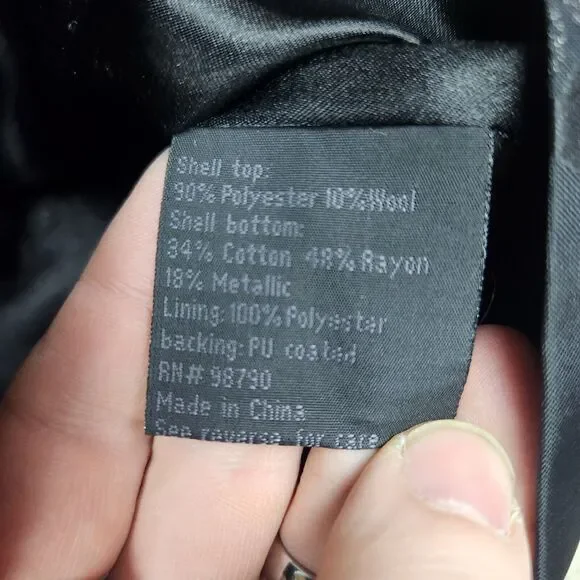 Shell top:
90% Polyester 10% Wool
Shell bottom:
34% Cotton 48% Rayon
18% Metallic
Lining: 100% Polyester
backing: PU coated
RN# 98790
Made in China
See reverse for care